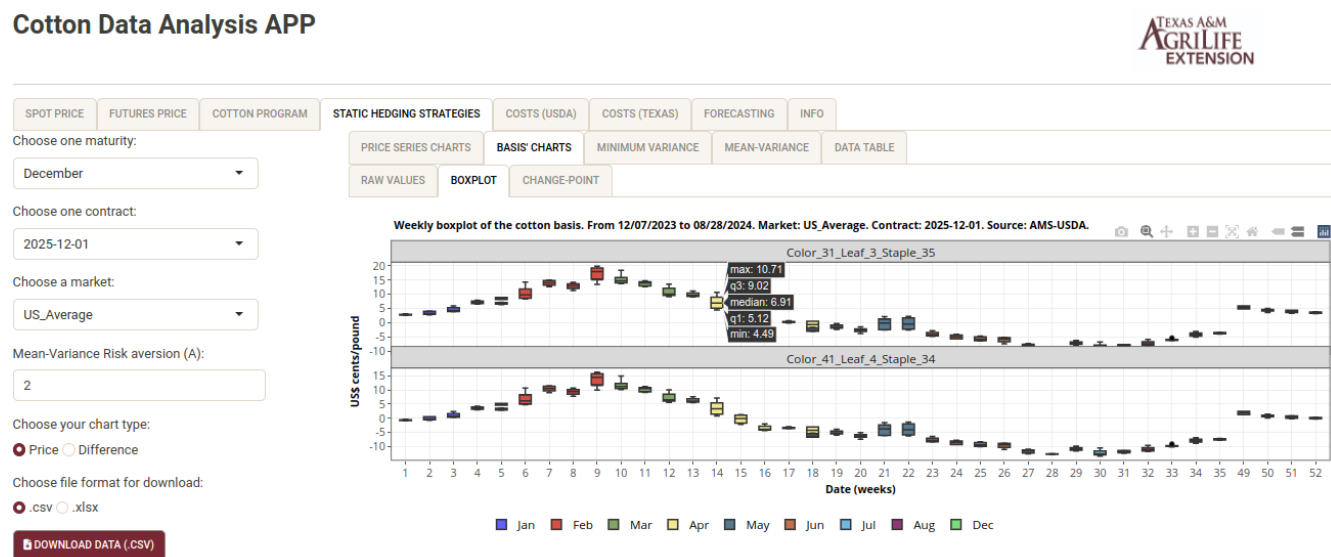 Cotton Data Analysis APP
TEXAS A&M
AGRILIFE
EXTENSION
SPOT PRICE FUTURES PRICE COTTON PROGRAM STATIC HEDGING STRATEGIES COSTS (USDA) COSTS (TEXAS) FORECASTING INFO
Choose one maturity:
December
Choose one contract:
2025-12-01
Choose a market:
US_Average
Mean-Variance Risk aversion (A):
2
Choose your chart type:
Price Difference
Choose file format for download:
.csv .xlsx
DOWNLOAD DATA (.CSV)
PRICE SERIES CHARTS BASIS' CHARTS MINIMUM VARIANCE MEAN-VARIANCE DATA TABLE
RAW VALUES BOXPLOT CHANGE-POINT
Weekly boxplot of the cotton basis. From 12/07/2023 to 08/28/2024. Market: US_Average. Contract: 2025-12-01. Source: AMS-USDA.
Color_31_Leaf_3_Staple_35
20
15
10
5
0
-5
-10
max: 10.71
q3: 9.02
median: 6.91
q1: 5.12
min: 4.49
Color_41_Leaf_4_Staple_34
15
10
5
0
-5
-10
US$ cents/pound
1 2 3 4 5 6 7 8 9 10 11 12 13 14 15 16 17 18 19 20 21 22 23 24 25 26 27 28 29 30 31 32 33 34 35 49 50 51 52
Date (weeks)
Jan Feb Mar Apr May Jun Jul Aug Dec